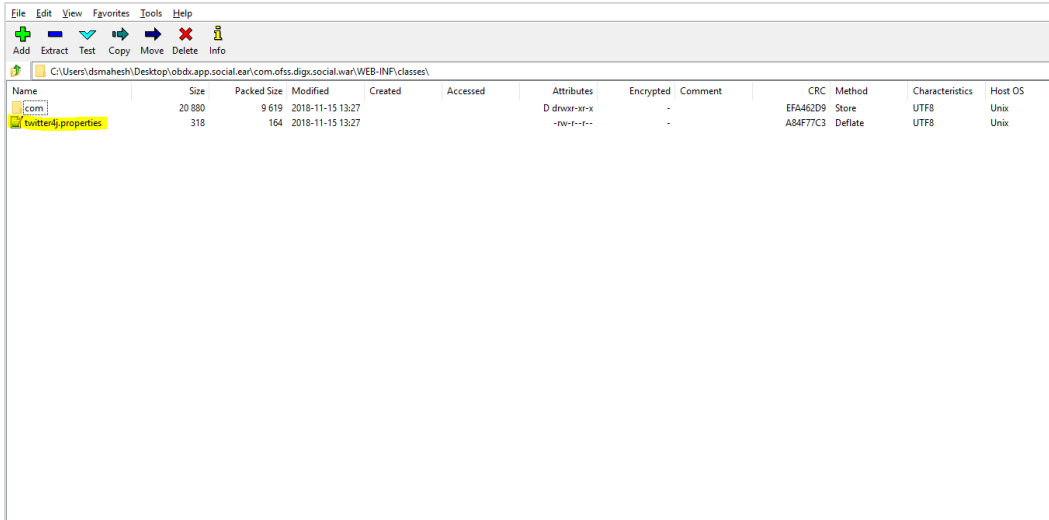 File Edit View Favorites Tools Help
Add Extract Test Copy Move Delete Info
C:\Users\dsmahesh\Desktop\obdx.app.social.ear\com.ofss.digx.social.war\WEB-INF\classes\
Name Size Packed Size Modified Created Accessed Attributes Encrypted Comment CRC Method Characteristics Host OS
com 20 880 9 619 2018-11-15 13:27 D drwxr-xr-x - EFA462D9 Store UTF8 Unix
twitter4j.properties 318 164 2018-11-15 13:27 -rw-r--r-- - A84F77C3 Deflate UTF8 Unix